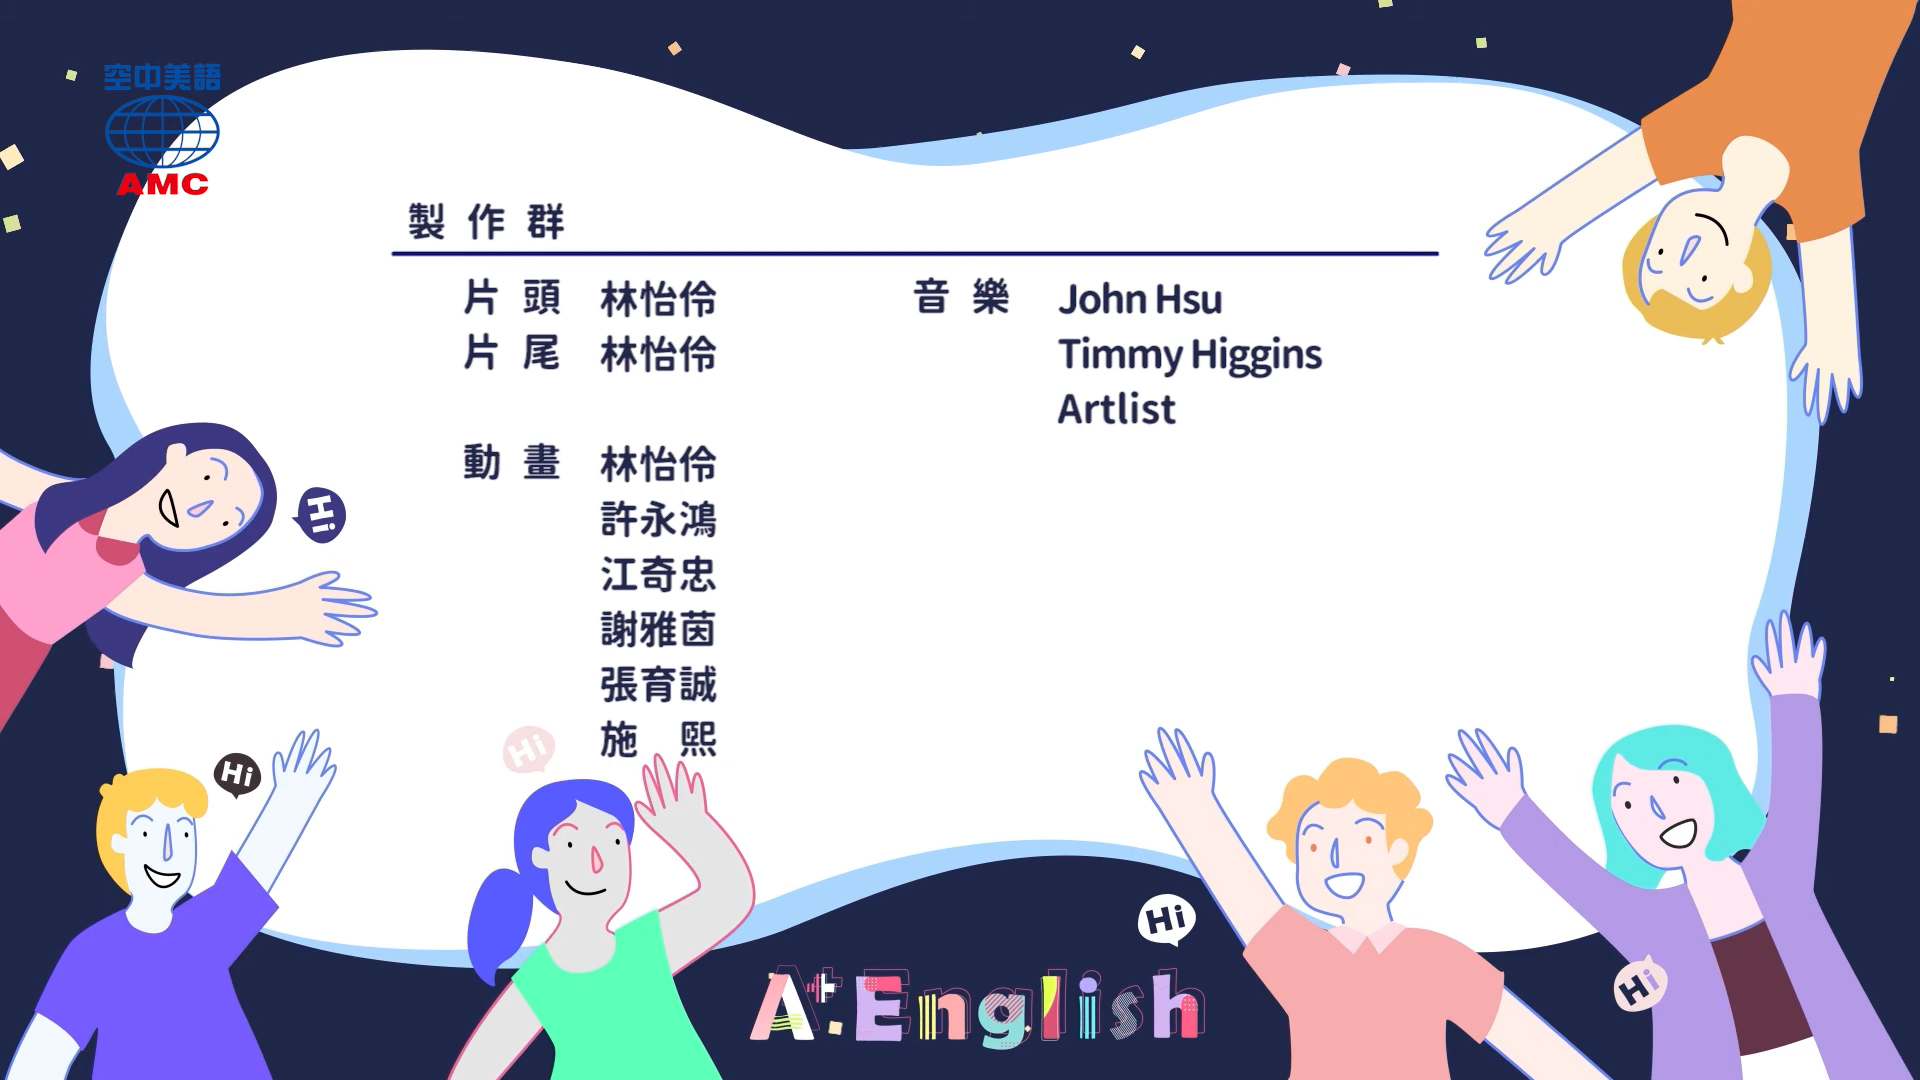 空中美語
AMC
製作群
片頭 林怡伶
片尾 林怡伶
動畫 林怡伶
許永鴻
江奇忠
謝雅茵
張育誠
施 熙
音樂 John Hsu
Timmy Higgins
Artlist
Hi
Hi
Hi
Hi
Hi
A+English